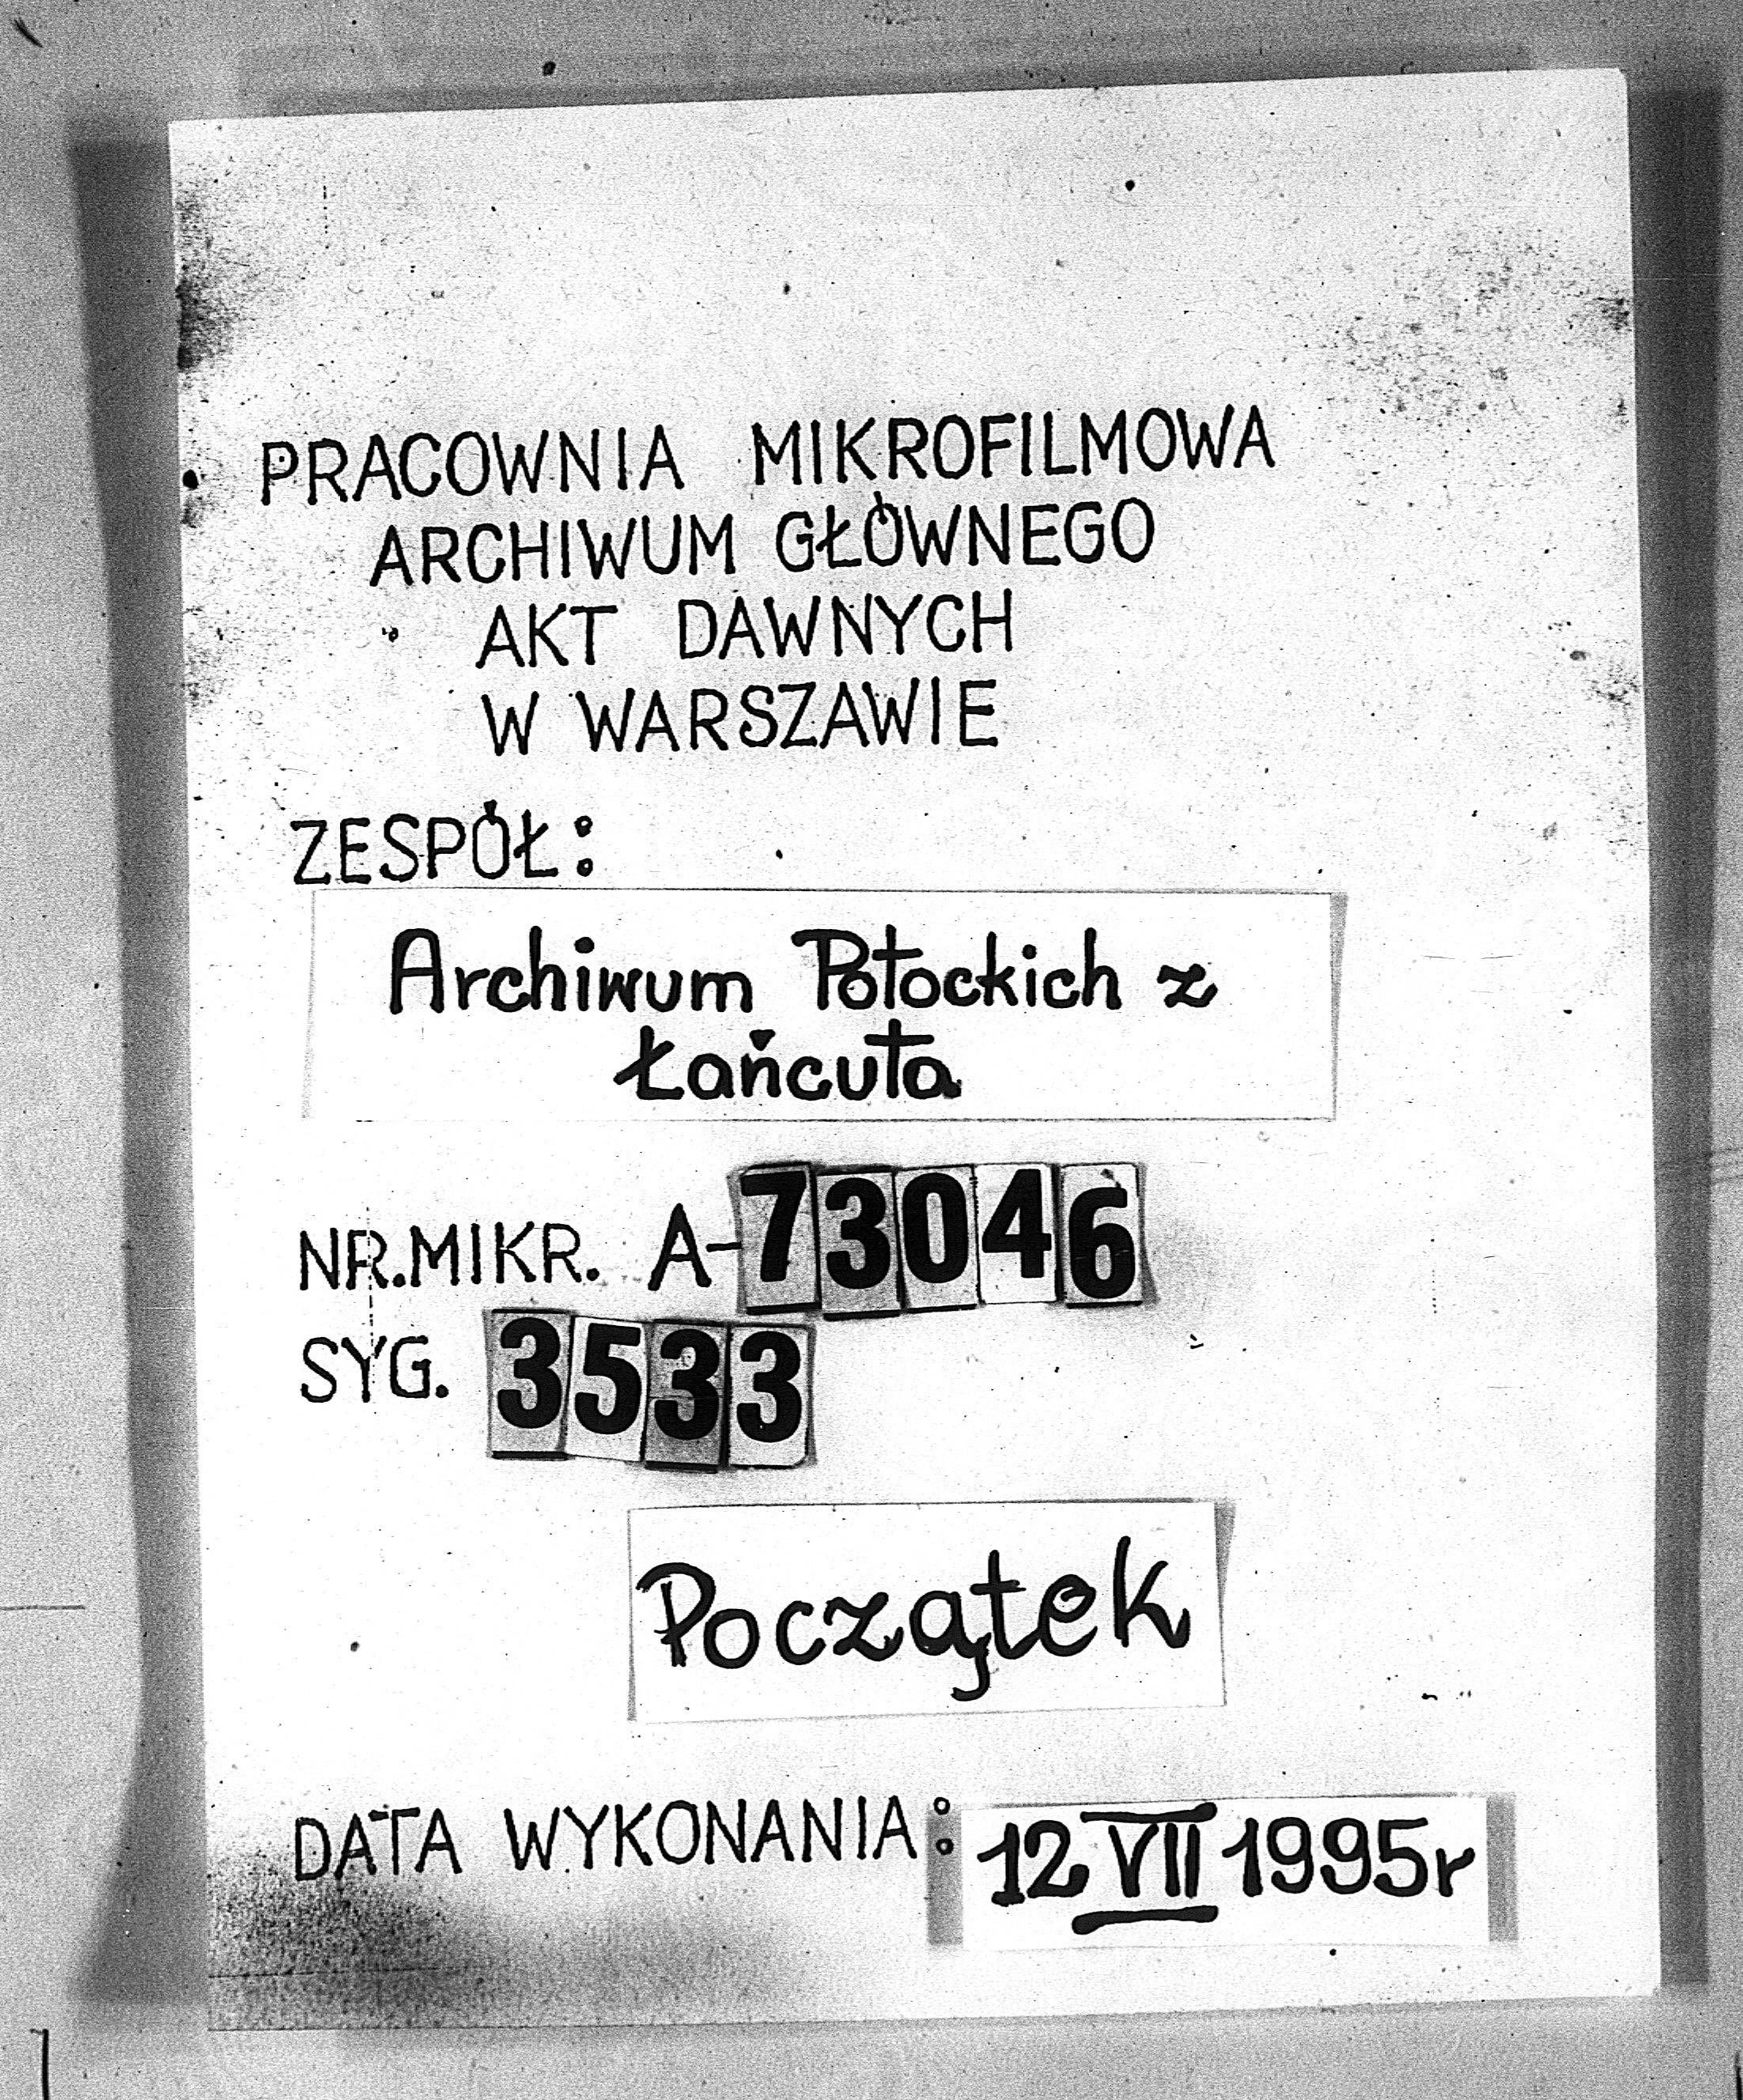 PRACOWNIA MIKROFILMOWA
ARCHIWUM GŁÓWNEGO
AKT DAWNYCH
W WARSZAWIE
ZESPÓŁ:
Archiwum Potockich z
Łańcuta
NR.MIKR. A-73046
SYG. 3533
Początek
DATA WYKONANIA: 12 VII 1995r